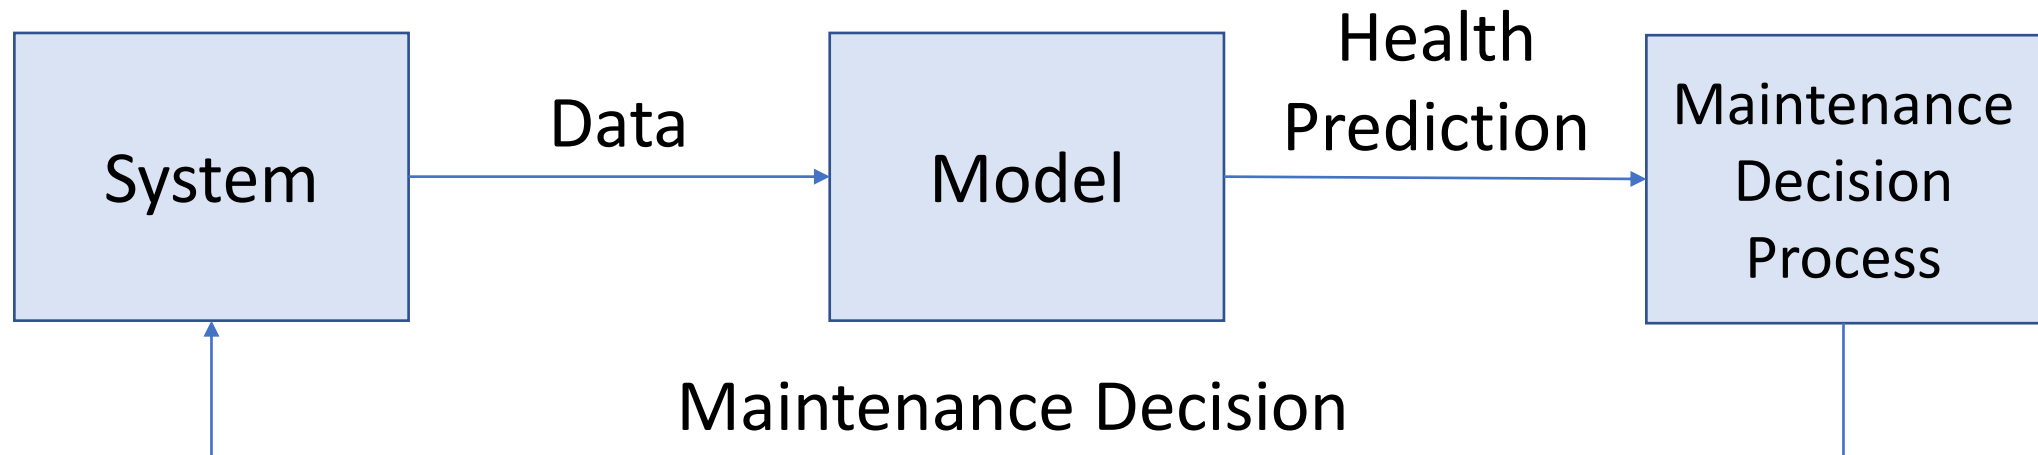 System
Data
Model
Health
Prediction
Maintenance
Decision
Process
Maintenance Decision